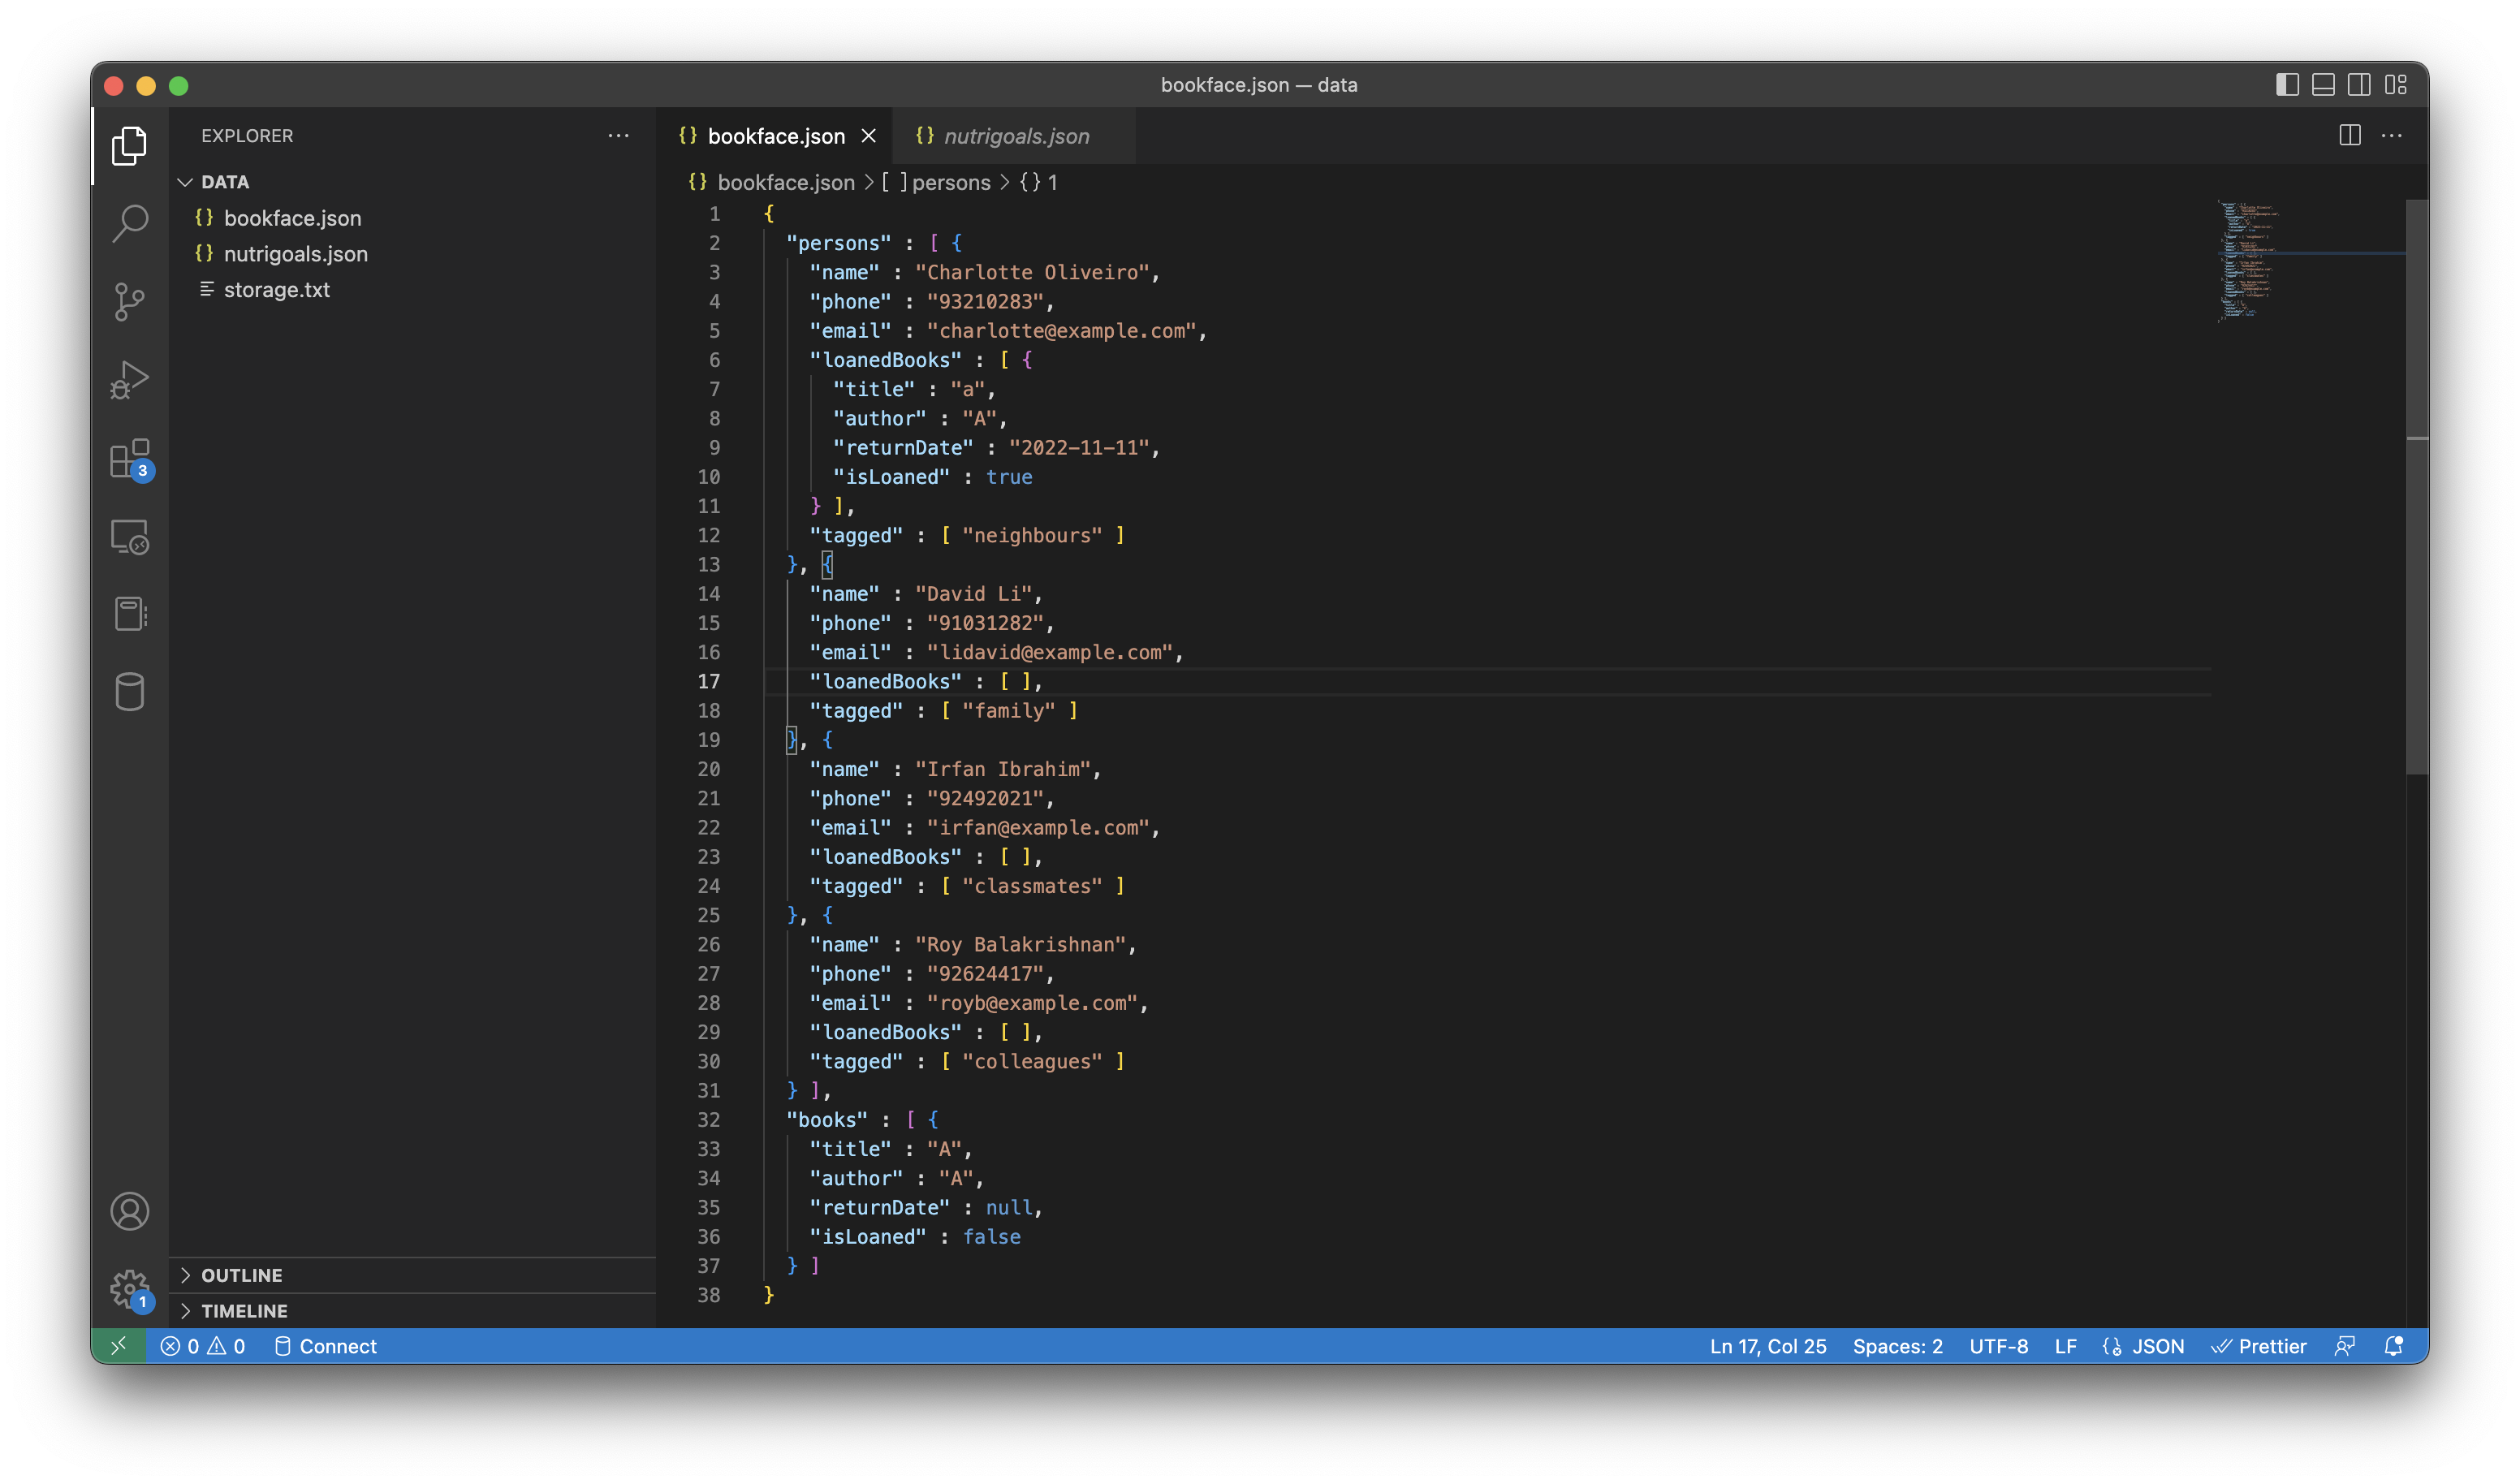 bookface.json — data
EXPLORER
DATA
bookface.json
nutrigoals.json
storage.txt
OUTLINE
TIMELINE
3
1
bookface.json
nutrigoals.json
bookface.json > [ ] persons > {} 1
1 {
2 "persons" : [ {
3 "name" : "Charlotte Oliveiro",
4 "phone" : "93210283",
5 "email" : "charlotte@example.com",
6 "loanedBooks" : [ {
7 "title" : "a",
8 "author" : "A",
9 "returnDate" : "2022-11-11",
10 "isLoaned" : true
11 } ],
12 "tagged" : [ "neighbours" ]
13 }, {
14 "name" : "David Li",
15 "phone" : "91031282",
16 "email" : "lidavid@example.com",
17 "loanedBooks" : [ ],
18 "tagged" : [ "family" ]
19 }, {
20 "name" : "Irfan Ibrahim",
21 "phone" : "92492021",
22 "email" : "irfan@example.com",
23 "loanedBooks" : [ ],
24 "tagged" : [ "classmates" ]
25 }, {
26 "name" : "Roy Balakrishnan",
27 "phone" : "92624417",
28 "email" : "royb@example.com",
29 "loanedBooks" : [ ],
30 "tagged" : [ "colleagues" ]
31 } ],
32 "books" : [ {
33 "title" : "A",
34 "author" : "A",
35 "returnDate" : null,
36 "isLoaned" : false
37 } ]
38 }
0 0 Connect
Ln 17, Col 25 Spaces: 2 UTF-8 LF {} JSON Prettier